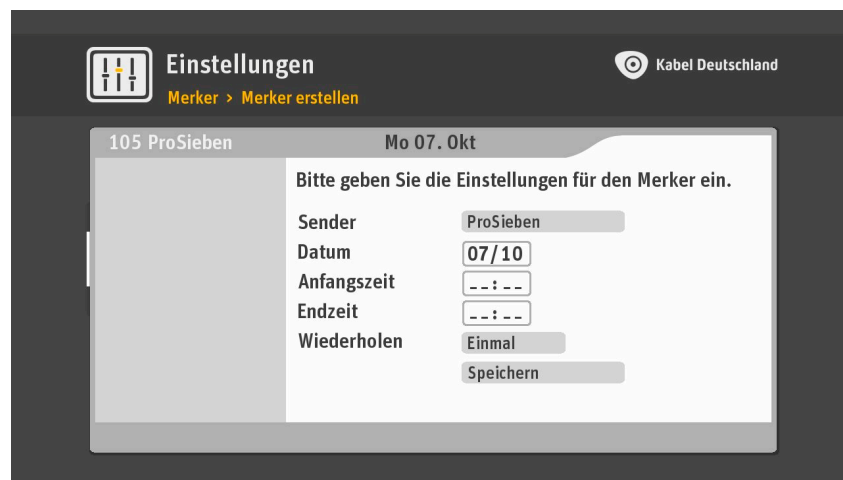 Einstellungen
Kabel Deutschland
Merker > Merker erstellen
105 ProSieben Mo 07. Okt
Bitte geben Sie die Einstellungen für den Merker ein.
Sender ProSieben
Datum 07/10
Anfangszeit --:--
Endzeit --:--
Wiederholen Einmal
Speichern